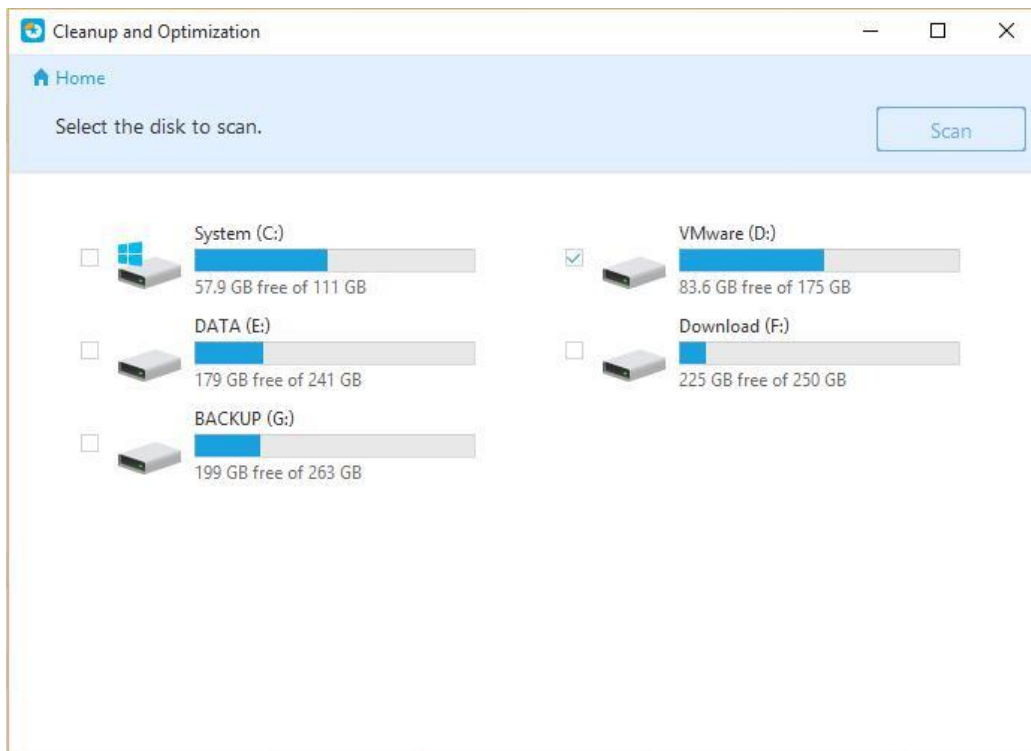 Cleanup and Optimization
Home
Select the disk to scan.
Scan
System (C:)
57.9 GB free of 111 GB
VMware (D:)
83.6 GB free of 175 GB
DATA (E:)
179 GB free of 241 GB
Download (F:)
225 GB free of 250 GB
BACKUP (G:)
199 GB free of 263 GB